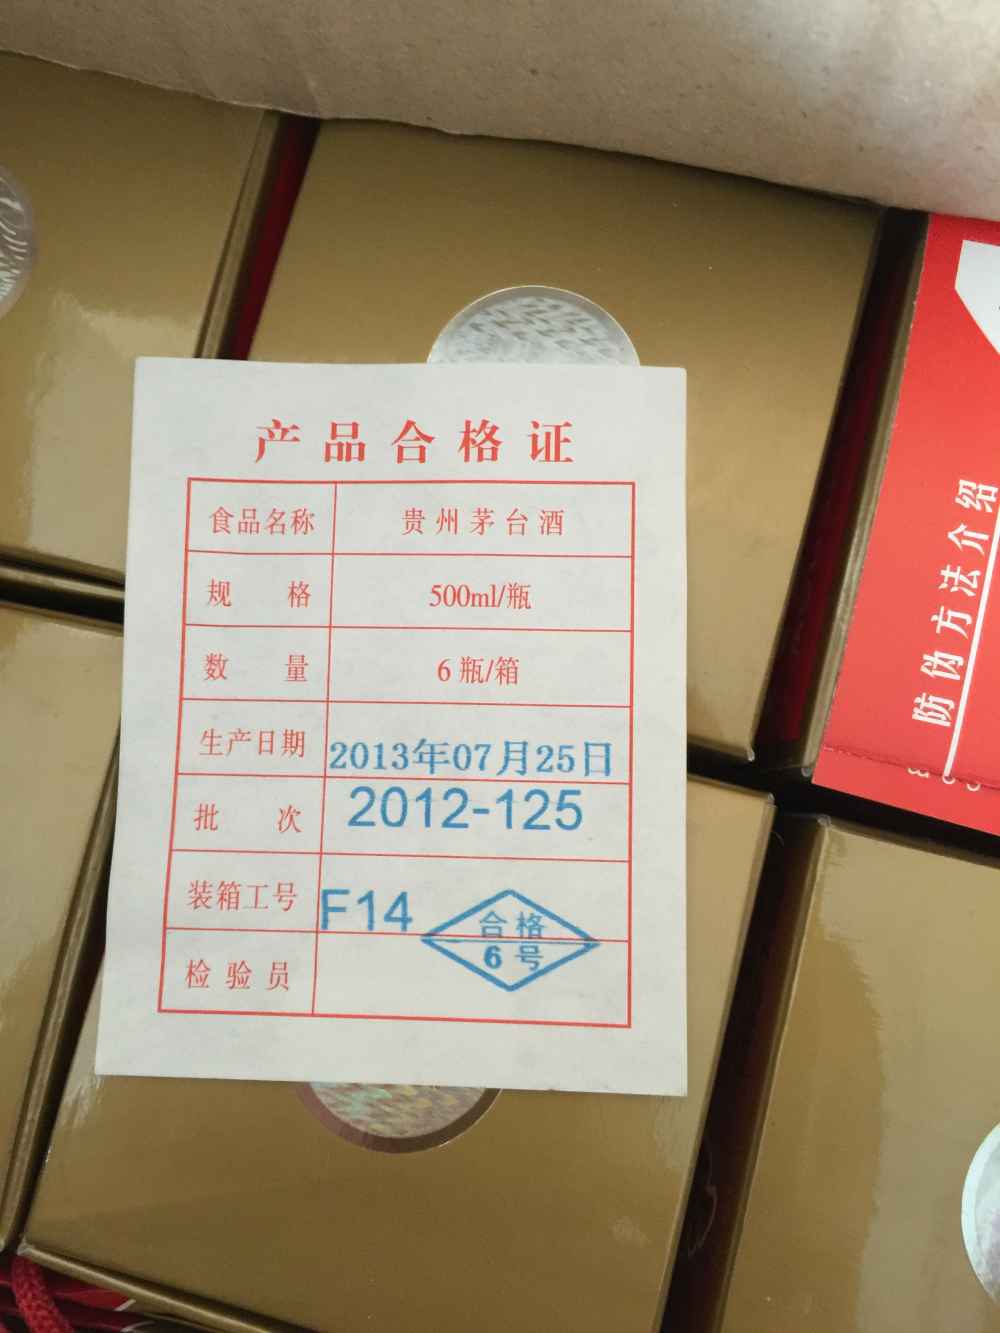 产品合格证
食品名称 贵州茅台酒
规格 500ml/瓶
数量 6瓶/箱
生产日期 2013年07月25日
批次 2012-125
装箱工号 F14
合格
6号
检验员
防伪方法介绍